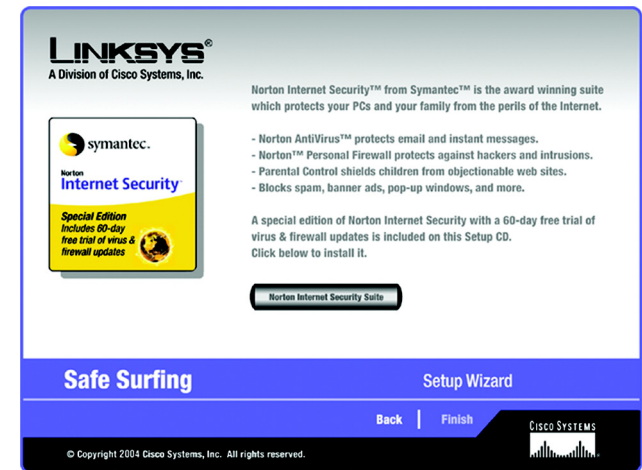 LINKSYS®
A Division of Cisco Systems, Inc.
symantec.
Norton
Internet Security™
Special Edition
Includes 60-day
free trial of virus &
firewall updates
Norton Internet Security™ from Symantec™ is the award winning suite
which protects your PCs and your family from the perils of the Internet.
- Norton AntiVirus™ protects email and instant messages.
- Norton™ Personal Firewall protects against hackers and intrusions.
- Parental Control shields children from objectionable web sites.
- Blocks spam, banner ads, pop-up windows, and more.
A special edition of Norton Internet Security with a 60-day free trial of
virus & firewall updates is included on this Setup CD.
Click below to install it.
Norton Internet Security Suite
Safe Surfing
Setup Wizard
Back
Finish
CISCO SYSTEMS
© Copyright 2004 Cisco Systems, Inc. All rights reserved.